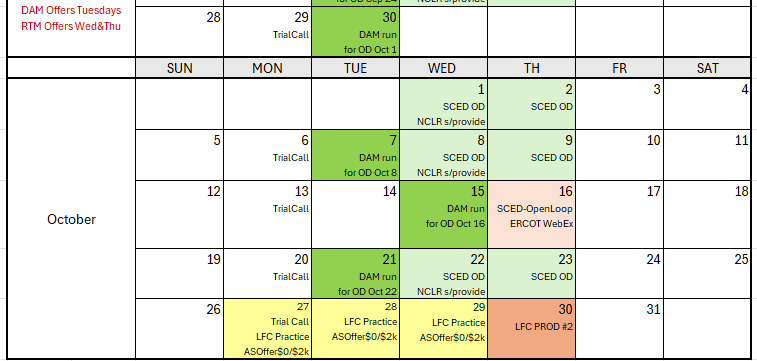 for OD Sep 24 NCLR s/provide
DAM Offers Tuesdays
RTM Offers Wed&Thu
28 29 30
TrialCall DAM run
for OD Oct 1
SUN MON TUE WED TH FR SAT
October
1 2 3 4
SCED OD SCED OD
NCLR s/provide
5 6 7 8 9 10 11
TrialCall DAM run SCED OD SCED OD
for OD Oct 8 NCLR s/provide
12 13 14 15 16 17 18
TrialCall DAM run SCED-OpenLoop
for OD Oct 16 ERCOT WebEx
19 20 21 22 23 24 25
TrialCall DAM run SCED OD SCED OD
for OD Oct 22 NCLR s/provide
26 27 28 29 30 31
Trial Call LFC Practice LFC Practice LFC PROD #2
LFC Practice ASOffer$0/$2k ASOffer$0/$2k
ASOffer$0/$2k